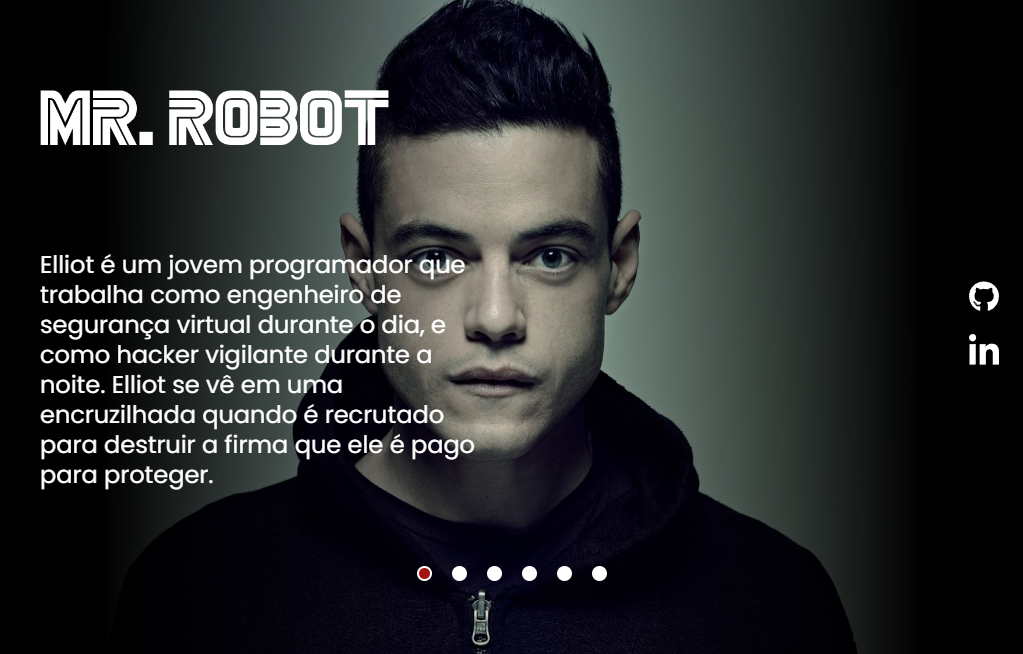 MR. ROBOT
Elliot é um jovem programador que
trabalha como engenheiro de
segurança virtual durante o dia, e
como hacker vigilante durante a
noite. Elliot se vê em uma
encruzilhada quando é recrutado
para destruir a firma que ele é pago
para proteger.
in